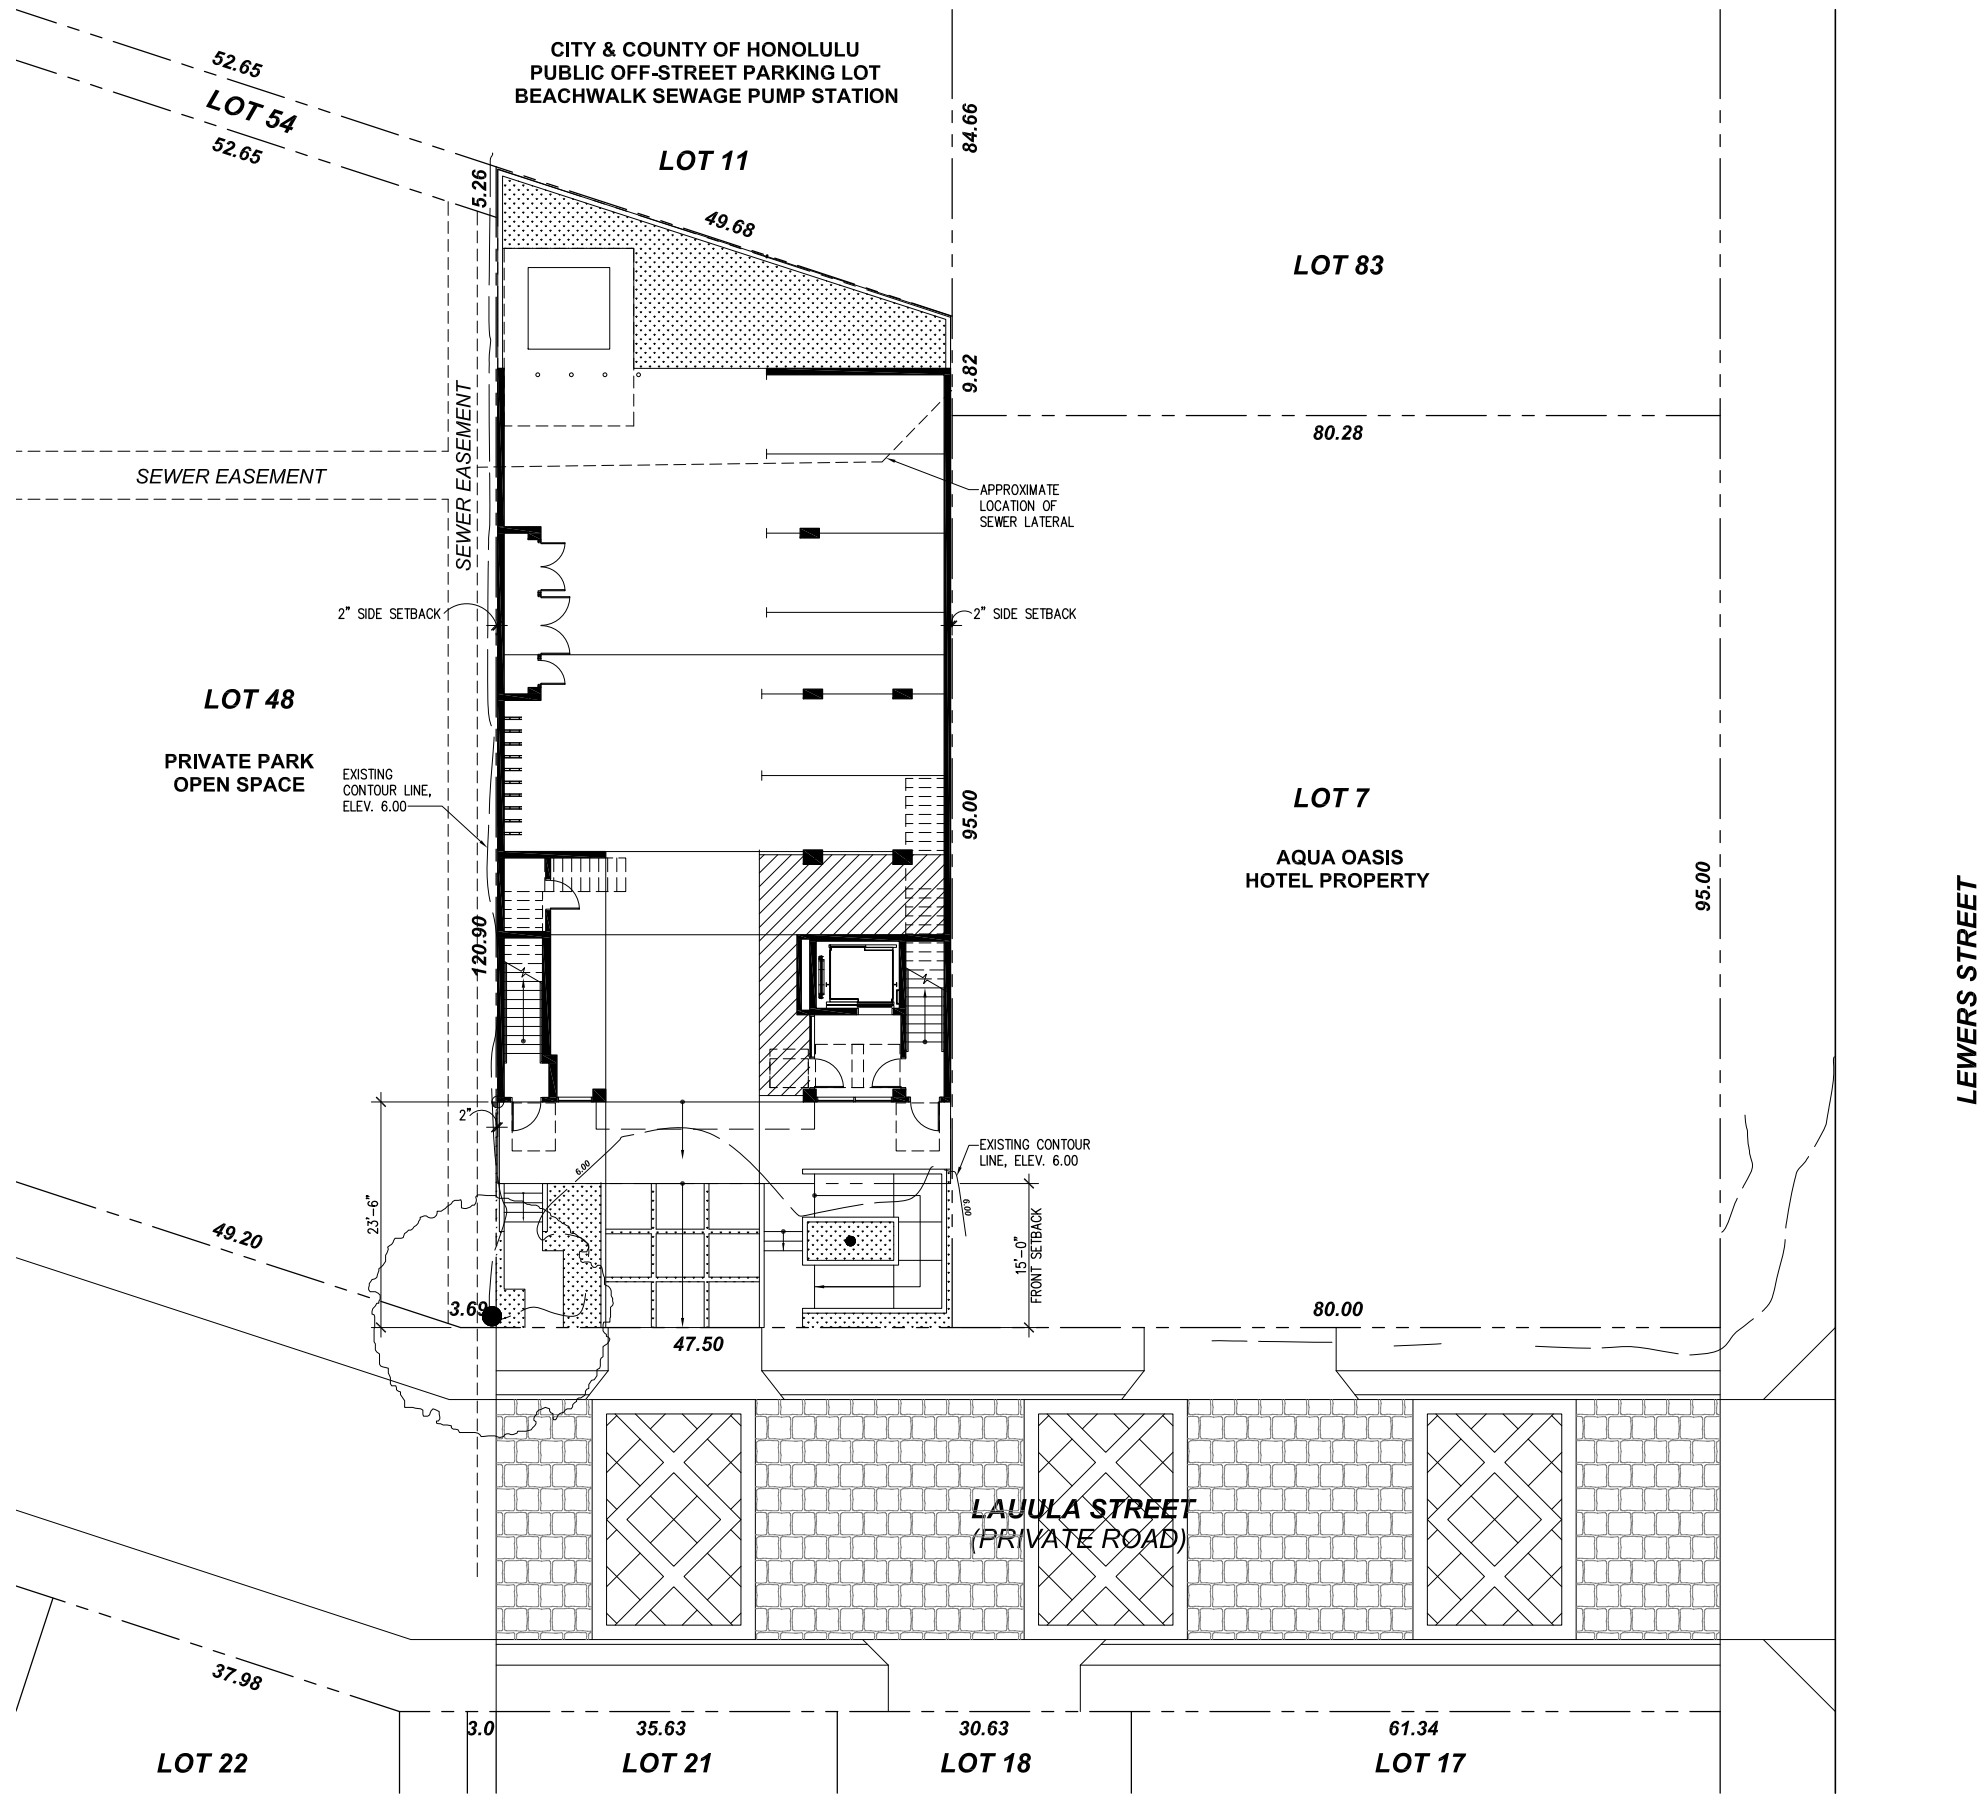 52.65
LOT 54
52.65
CITY & COUNTY OF HONOLULU
PUBLIC OFF-STREET PARKING LOT
BEACHWALK SEWAGE PUMP STATION
LOT 11
84.66
5.26
49.68
LOT 83
9.82
80.28
SEWER EASEMENT
SEWER EASEMENT
APPROXIMATE
LOCATION OF
SEWER LATERAL
2" SIDE SETBACK
2" SIDE SETBACK
LOT 48
PRIVATE PARK
OPEN SPACE
EXISTING
CONTOUR LINE,
ELEV. 6.00
95.00
LOT 7
AQUA OASIS
HOTEL PROPERTY
95.00
LEWERS STREET
120.90
2"
EXISTING CONTOUR
LINE, ELEV. 6.00
6.00
6.00
23'-6"
15'-0"
FRONT SETBACK
49.20
3.69
47.50
80.00
LAUULA STREET
(PRIVATE ROAD)
37.98
3.0
35.63
30.63
61.34
LOT 22
LOT 21
LOT 18
LOT 17